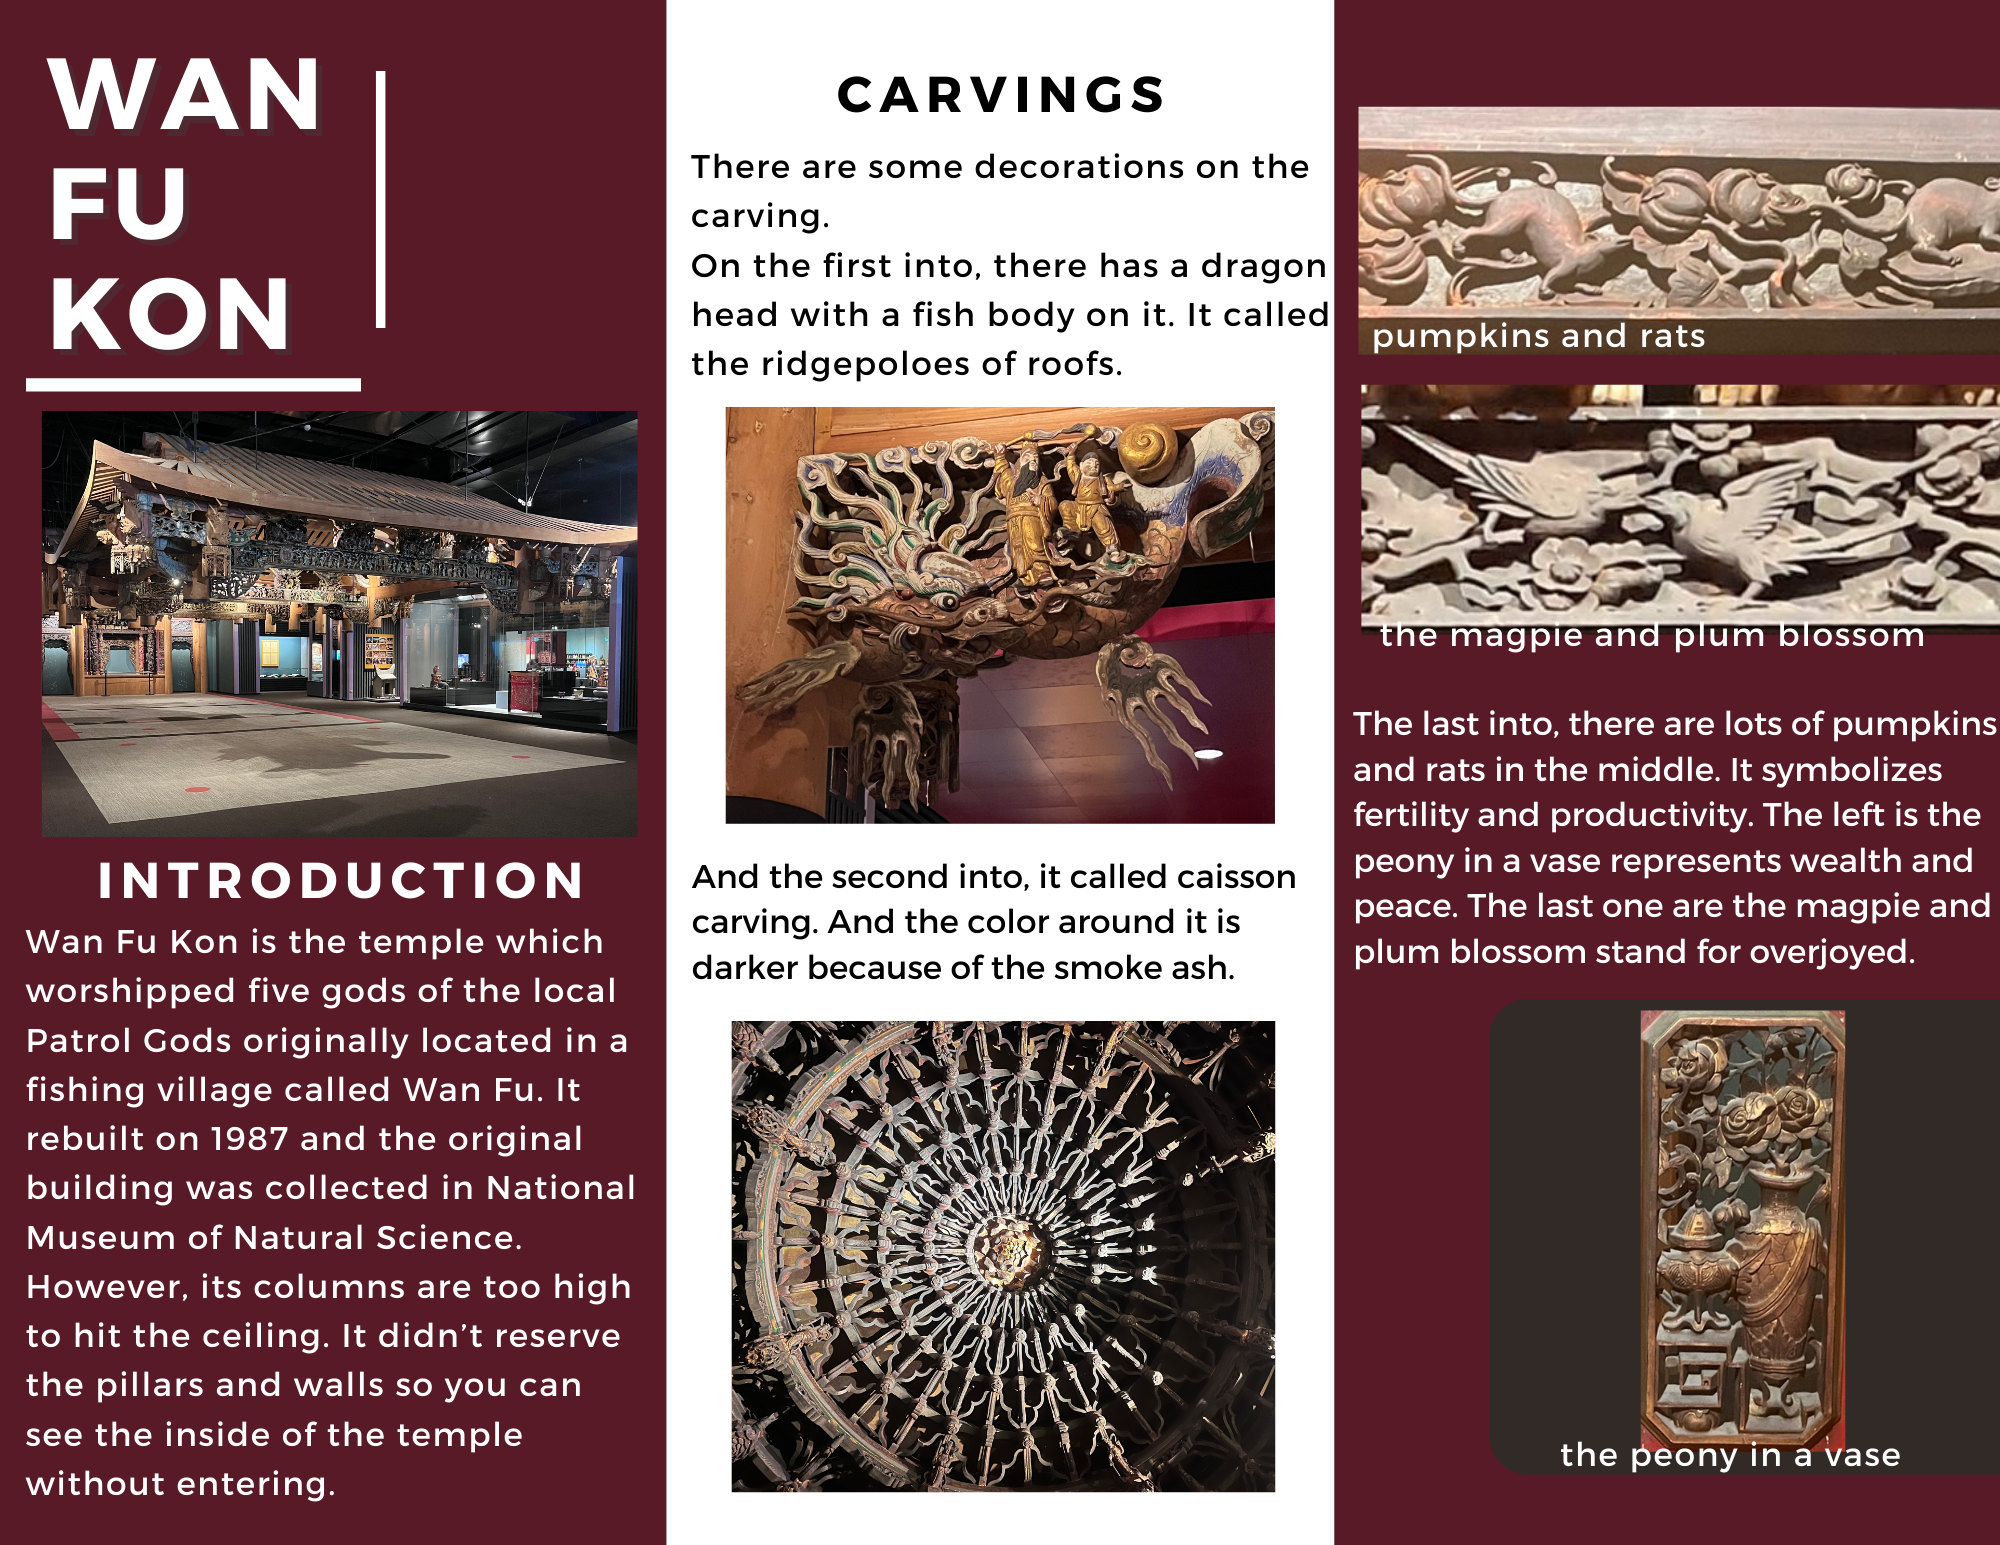 WAN
FU
KON
INTRODUCTION
Wan Fu Kon is the temple which
worshipped five gods of the local
Patrol Gods originally located in a
fishing village called Wan Fu. It
rebuilt on 1987 and the original
building was collected in National
Museum of Natural Science.
However, its columns are too high
to hit the ceiling. It didn’t reserve
the pillars and walls so you can
see the inside of the temple
without entering.
CARVINGS
There are some decorations on the
carving.
On the first into, there has a dragon
head with a fish body on it. It called
the ridgepoloes of roofs.
And the second into, it called caisson
carving. And the color around it is
darker because of the smoke ash.
pumpkins and rats
the magpie and plum blossom
The last into, there are lots of pumpkins
and rats in the middle. It symbolizes
fertility and productivity. The left is the
peony in a vase represents wealth and
peace. The last one are the magpie and
plum blossom stand for overjoyed.
the peony in a vase